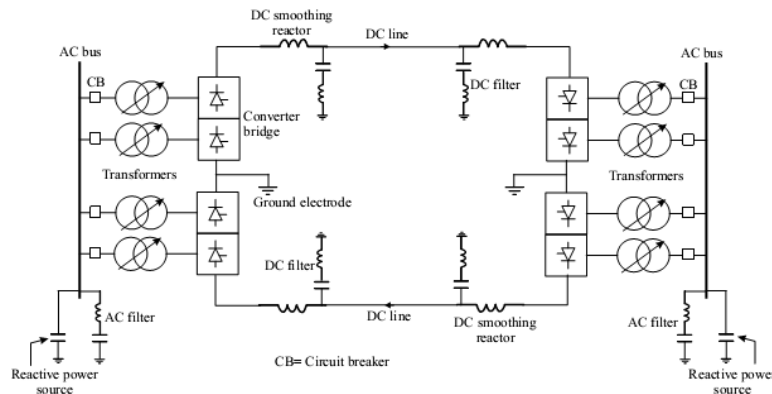 DC smoothing
reactor
DC line
AC bus
AC bus
CB
CB
DC filter
Converter
bridge
Transformers
Transformers
Ground electrode
DC filter
AC filter
DC line
DC smoothing
reactor
AC filter
CB= Circuit breaker
Reactive power
source
Reactive power
source